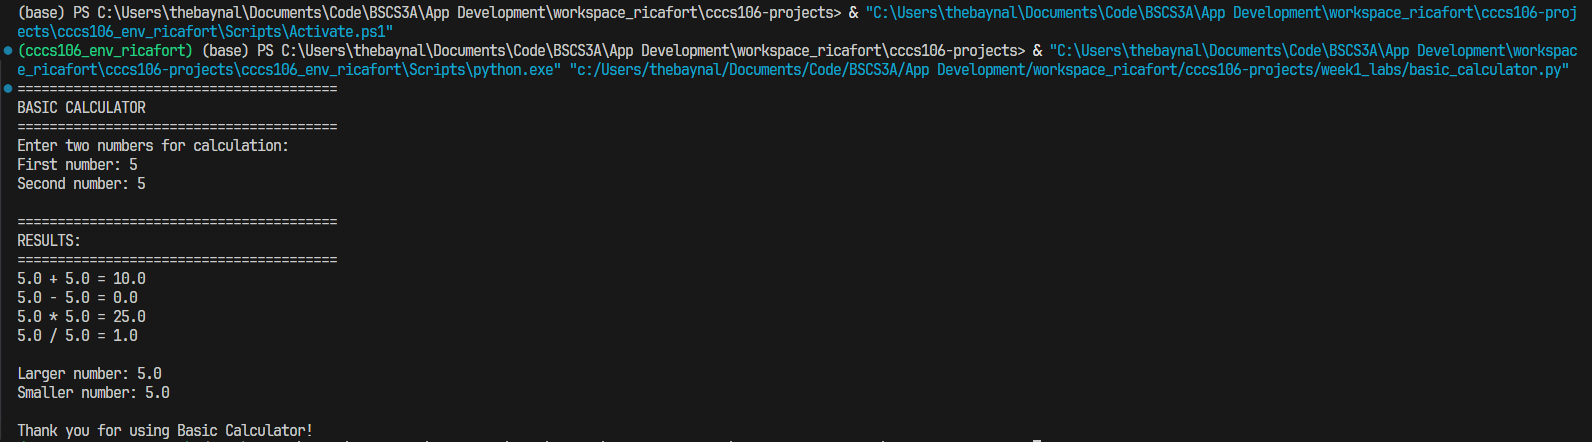 (base) PS C:\Users\thebaynal\Documents\Code\BSCS3A\App Development\workspace_ricafort\cccs106-projects> & "C:\Users\thebaynal\Documents\Code\BSCS3A\App Development\workspace_ricafort\cccs106-proj
ects\cccs106_env_ricafort\Scripts\Activate.ps1"
(cccs106_env_ricafort) (base) PS C:\Users\thebaynal\Documents\Code\BSCS3A\App Development\workspace_ricafort\cccs106-projects> & "C:\Users\thebaynal\Documents\Code\BSCS3A\App Development\workspac
e_ricafort\cccs106-projects\cccs106_env_ricafort\Scripts\python.exe" "c:/Users/thebaynal/Documents/Code/BSCS3A/App Development/workspace_ricafort/cccs106-projects/week1_labs/basic_calculator.py"
========================================
BASIC CALCULATOR
========================================
Enter two numbers for calculation:
First number: 5
Second number: 5
========================================
RESULTS:
========================================
5.0 + 5.0 = 10.0
5.0 - 5.0 = 0.0
5.0 * 5.0 = 25.0
5.0 / 5.0 = 1.0
Larger number: 5.0
Smaller number: 5.0
Thank you for using Basic Calculator!